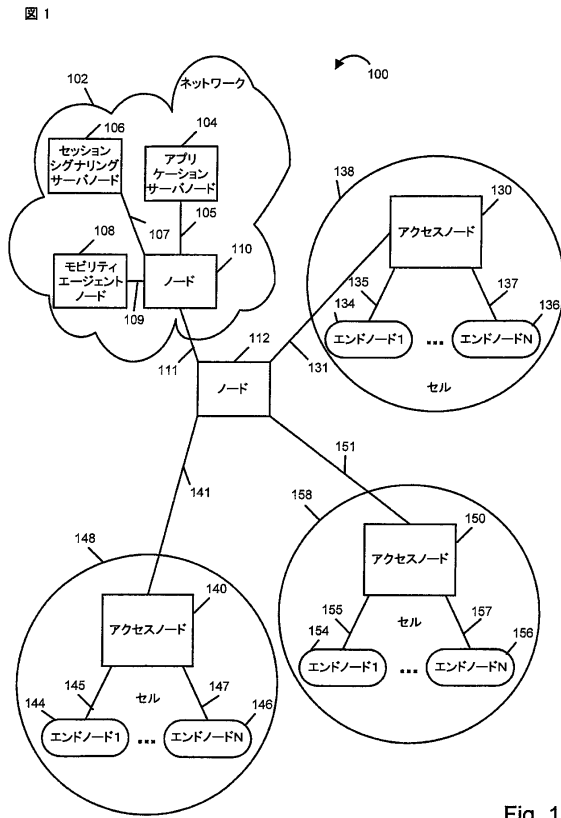 図 1
100
102
ネットワーク
106
セッション
シグナリング
サーバノード
104
アプリ
ケーション
サーバノード
107
105
108
モビリティ
エージェント
ノード
109
110
ノード
111
112
ノード
138
130
アクセスノード
135
137
134
エンドノード1
...
136
エンドノードN
セル
131
141
151
158
150
アクセスノード
155
セル
157
154
エンドノード1
...
156
エンドノードN
148
140
アクセスノード
145
セル
147
144
エンドノード1
...
146
エンドノードN
Fig. 1